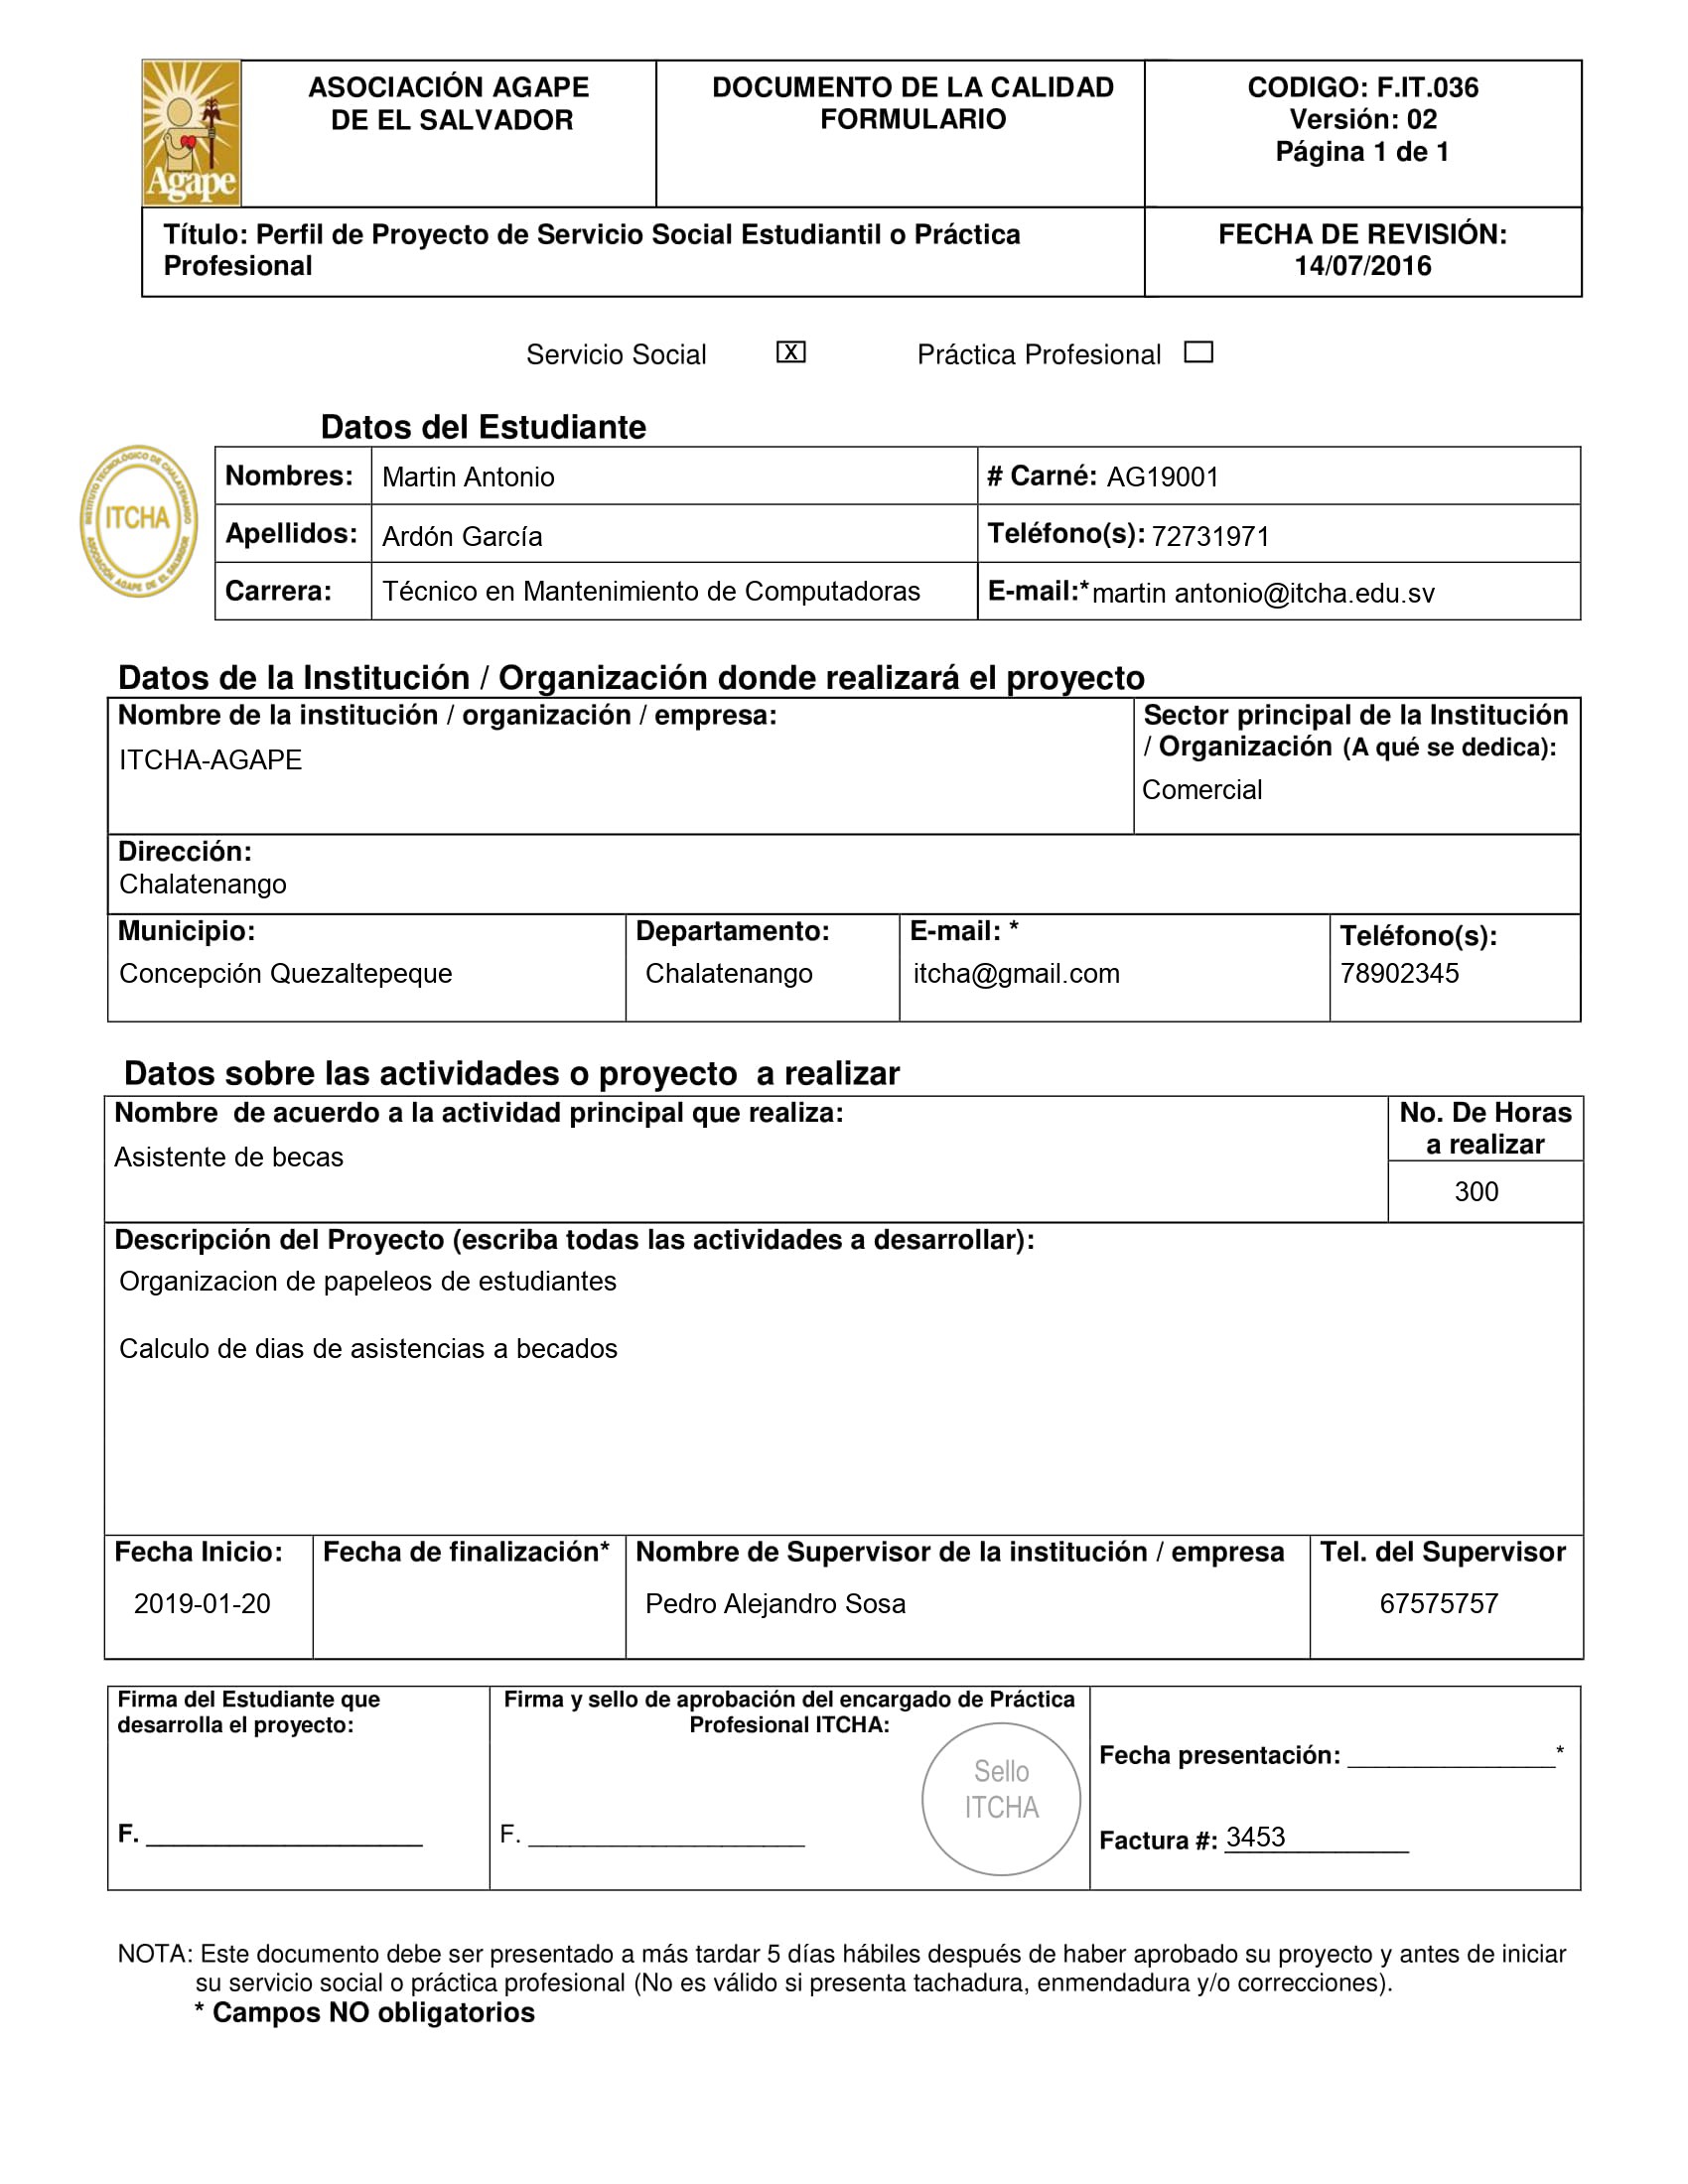 Agape
ASOCIACIÓN AGAPE
DE EL SALVADOR
DOCUMENTO DE LA CALIDAD
FORMULARIO
CODIGO: F.IT.036
Versión: 02
Página 1 de 1
Título: Perfil de Proyecto de Servicio Social Estudiantil o Práctica
Profesional
FECHA DE REVISIÓN:
14/07/2016
Servicio Social X Práctica Profesional
Datos del Estudiante
INSTITUTO TECNOLÓGICO DE CHALATENANGO
ITCHA
ASOCIACIÓN AGAPE DE EL SALVADOR
Nombres: Martin Antonio # Carné: AG19001
Apellidos: Ardón García Teléfono(s): 72731971
Carrera: Técnico en Mantenimiento de Computadoras E-mail:* martin antonio@itcha.edu.sv
Datos de la Institución / Organización donde realizará el proyecto
Nombre de la institución / organización / empresa:
ITCHA-AGAPE
Sector principal de la Institución
/ Organización (A qué se dedica):
Comercial
Dirección:
Chalatenango
Municipio: Departamento: E-mail: * Teléfono(s):
Concepción Quezaltepeque Chalatenango itcha@gmail.com 78902345
Datos sobre las actividades o proyecto a realizar
Nombre de acuerdo a la actividad principal que realiza:
Asistente de becas
No. De Horas
a realizar
300
Descripción del Proyecto (escriba todas las actividades a desarrollar):
Organizacion de papeleos de estudiantes
Calculo de dias de asistencias a becados
Fecha Inicio: Fecha de finalización* Nombre de Supervisor de la institución / empresa Tel. del Supervisor
2019-01-20 Pedro Alejandro Sosa 67575757
Firma del Estudiante que
desarrolla el proyecto:
F. ____________________
Firma y sello de aprobación del encargado de Práctica
Profesional ITCHA:
Sello
ITCHA
F. ____________________
Fecha presentación: _______________*
Factura #: 3453
NOTA: Este documento debe ser presentado a más tardar 5 días hábiles después de haber aprobado su proyecto y antes de iniciar
su servicio social o práctica profesional (No es válido si presenta tachadura, enmendadura y/o correcciones).
* Campos NO obligatorios